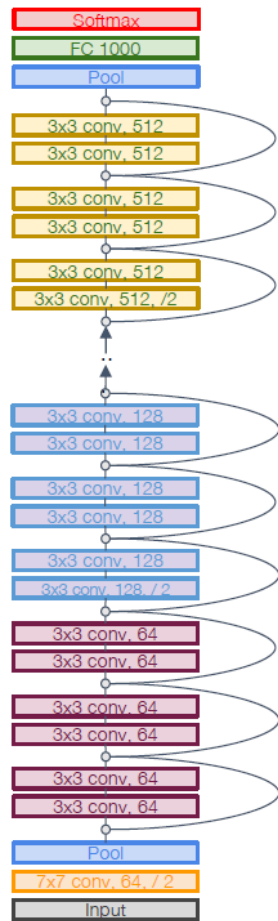 Softmax
FC 1000
Pool
3x3 conv, 512
3x3 conv, 512
3x3 conv, 512
3x3 conv, 512
3x3 conv, 512
3x3 conv, 512, /2
..
3x3 conv, 128
3x3 conv, 128
3x3 conv, 128
3x3 conv, 128
3x3 conv, 128
3x3 conv, 128, / 2
3x3 conv, 64
3x3 conv, 64
3x3 conv, 64
3x3 conv, 64
3x3 conv, 64
3x3 conv, 64
Pool
7x7 conv, 64, / 2
Input